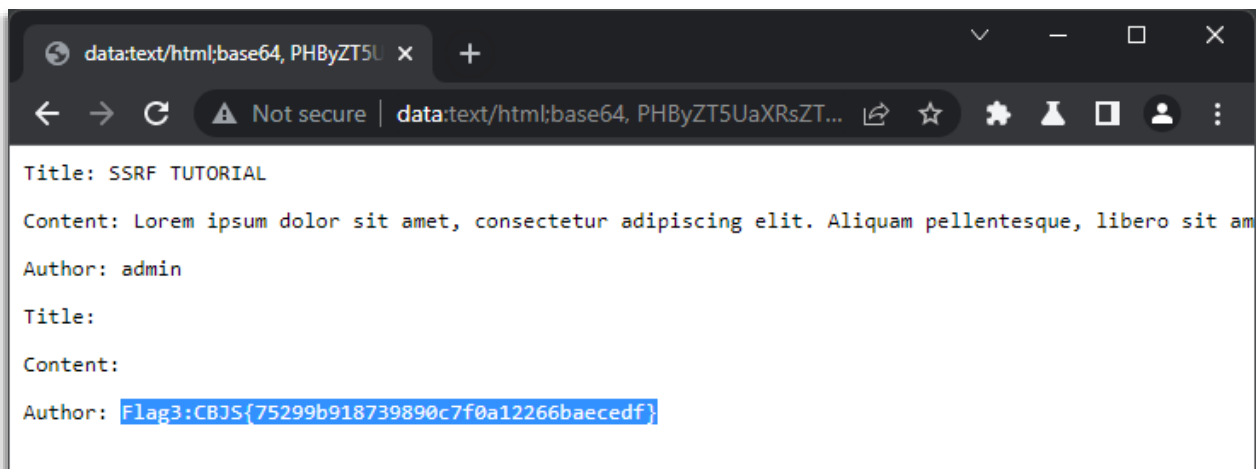 data:text/html;base64, PHByZT5U
Not secure | data:text/html;base64, PHByZT5UaXRsZT...
Title: SSRF TUTORIAL
Content: Lorem ipsum dolor sit amet, consectetur adipiscing elit. Aliquam pellentesque, libero sit am
Author: admin
Title:
Content:
Author: Flag3:CBJS{75299b918739890c7f0a12266baecedf}